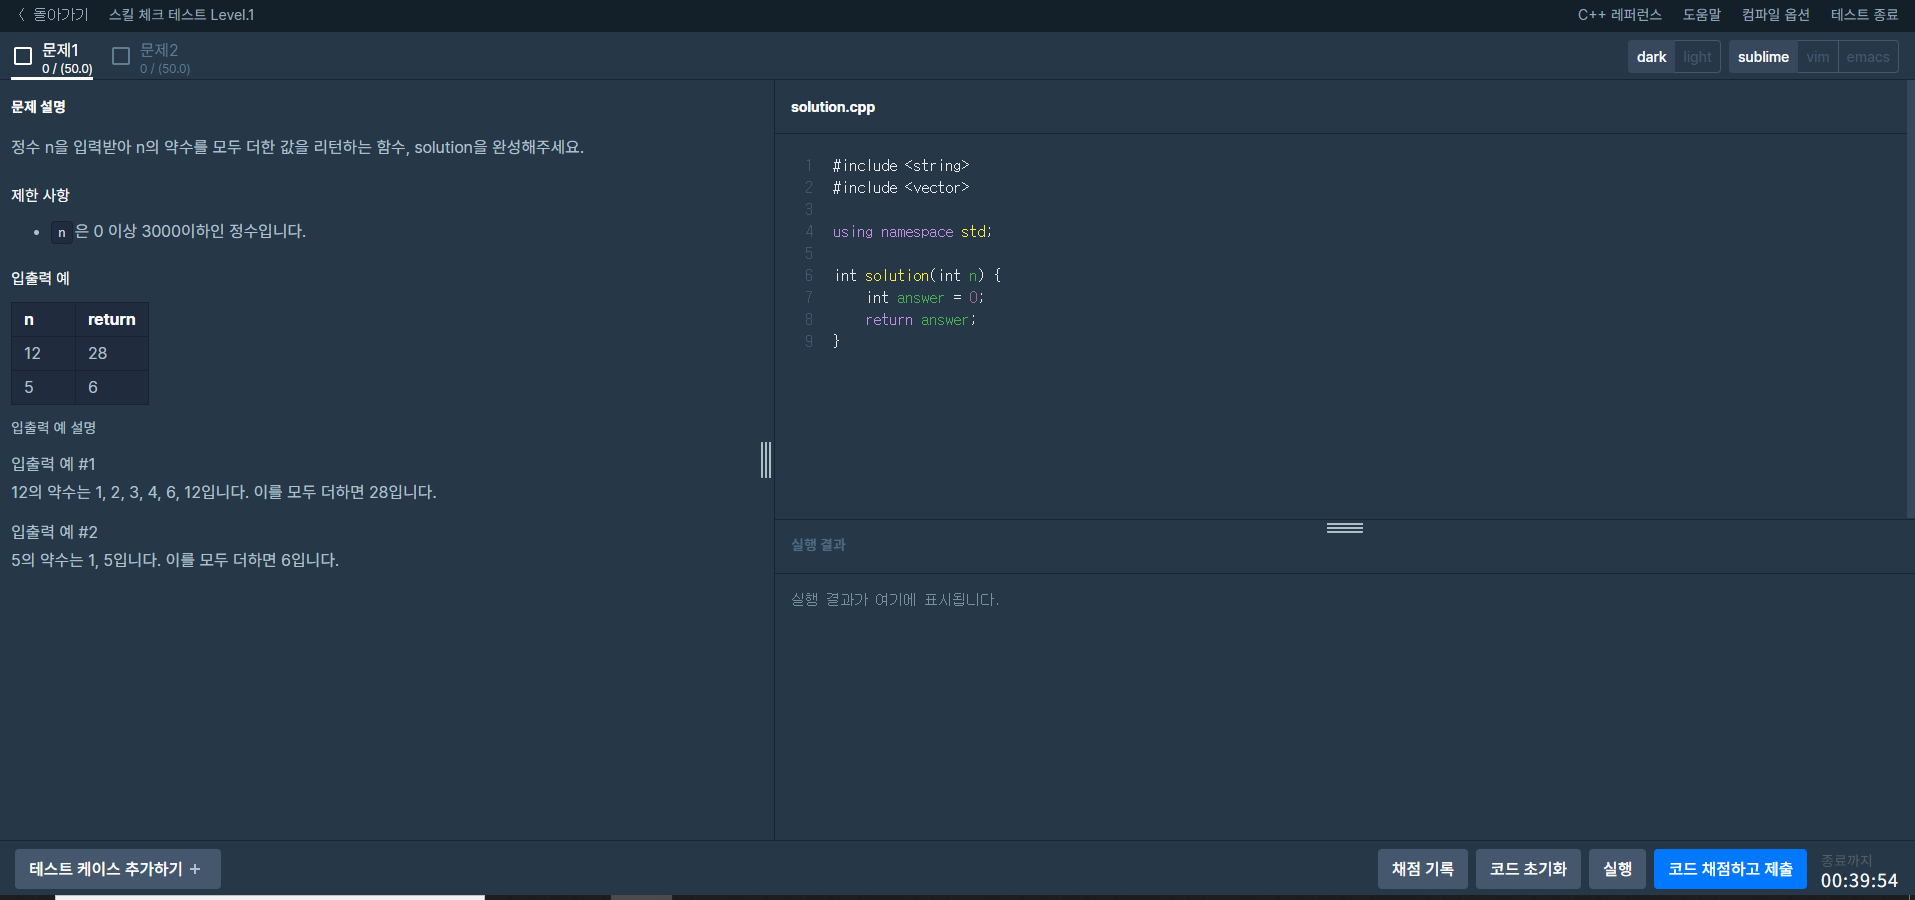 〈 돌아가기 스킬 체크 테스트 Level.1 C++ 레퍼런스 도움말 컴파일 옵션 테스트 종료
문제1 문제2
0 / (50.0) 0 / (50.0)
dark light sublime vim emacs
문제 설명
정수 n을 입력받아 n의 약수를 모두 더한 값을 리턴하는 함수, solution을 완성해주세요.
제한 사항
• n 은 0 이상 3000이하인 정수입니다.
입출력 예
n return
12 28
5 6
입출력 예 설명
입출력 예 #1
12의 약수는 1, 2, 3, 4, 6, 12입니다. 이를 모두 더하면 28입니다.
입출력 예 #2
5의 약수는 1, 5입니다. 이를 모두 더하면 6입니다.
solution.cpp
1 #include <string>
2 #include <vector>
3
4 using namespace std;
5
6 int solution(int n) {
7     int answer = 0;
8     return answer;
9 }
실행 결과
실행 결과가 여기에 표시됩니다.
테스트 케이스 추가하기 + 채점 기록 코드 초기화 실행 코드 채점하고 제출
종료까지
00:39:54